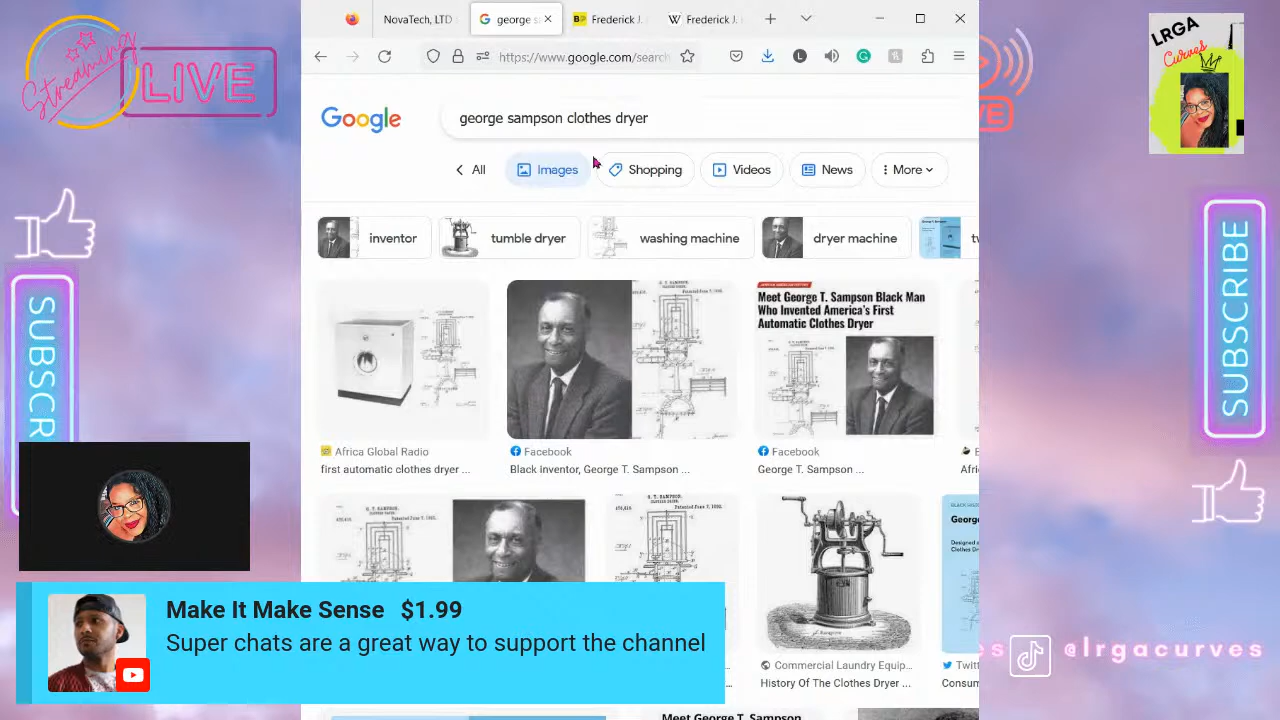 Streaming
LIVE
NovaTech, LTD
george s
Frederick J.
Frederick J.
https://www.google.com/search
Google
george sampson clothes dryer
All
Images
Shopping
Videos
News
More
inventor
tumble dryer
washing machine
dryer machine
Meet George T. Sampson Black Man
Who Invented America's First
Automatic Clothes Dryer
Africa Global Radio
first automatic clothes dryer ...
Facebook
Black inventor, George T. Sampson ...
Facebook
George T. Sampson ...
Commercial Laundry Equip...
History Of The Clothes Dryer ...
Twitt
Consum
Meet George T. Sampson
SUBSCR
Make It Make Sense $1.99
Super chats are a great way to support the channel
LRGA
Curves
SUBSCRIBE
@lrgacurves